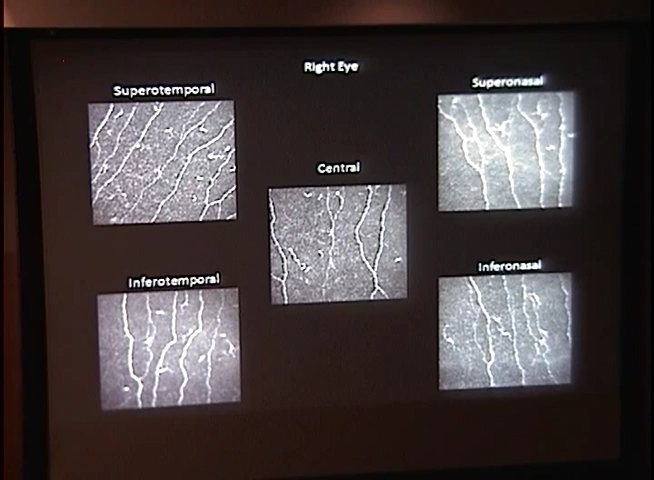 Right Eye
Superotemporal
Superonasal
Central
Inferotemporal
Inferonasal